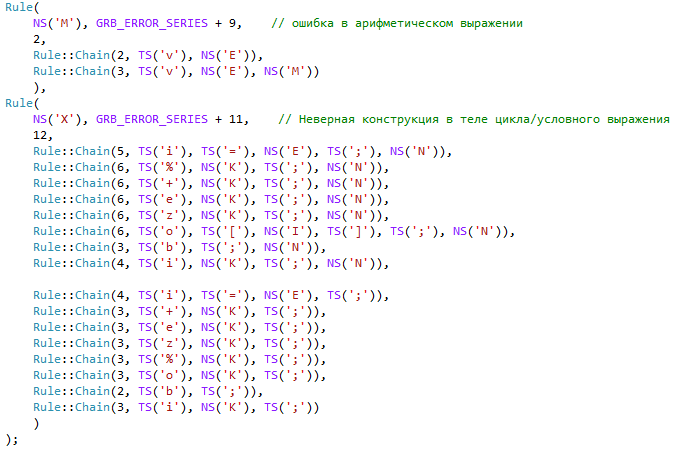 Rule(
NS('M'), GRB_ERROR_SERIES + 9,    // ошибка в арифметическом выражении
2,
Rule::Chain(2, TS('v'), NS('E')),
Rule::Chain(3, TS('v'), NS('E'), NS('M'))
),
Rule(
NS('X'), GRB_ERROR_SERIES + 11,    // Неверная конструкция в теле цикла/условного выражения
12,
Rule::Chain(5, TS('i'), TS('='), NS('E'), TS(';'), NS('N')),
Rule::Chain(6, TS('%'), NS('K'), TS(';'), NS('N')),
Rule::Chain(6, TS('+'), NS('K'), TS(';'), NS('N')),
Rule::Chain(6, TS('e'), NS('K'), TS(';'), NS('N')),
Rule::Chain(6, TS('z'), NS('K'), TS(';'), NS('N')),
Rule::Chain(6, TS('o'), TS('['), NS('I'), TS(']'), TS(';'), NS('N')),
Rule::Chain(3, TS('b'), TS(';'), NS('N')),
Rule::Chain(4, TS('i'), NS('K'), TS(';'), NS('N')),
Rule::Chain(4, TS('i'), TS('='), NS('E'), TS(';')),
Rule::Chain(3, TS('+'), NS('K'), TS(';')),
Rule::Chain(3, TS('e'), NS('K'), TS(';')),
Rule::Chain(3, TS('z'), NS('K'), TS(';')),
Rule::Chain(3, TS('%'), NS('K'), TS(';')),
Rule::Chain(3, TS('o'), NS('K'), TS(';')),
Rule::Chain(2, TS('b'), TS(';')),
Rule::Chain(3, TS('i'), NS('K'), TS(';'))
)
);